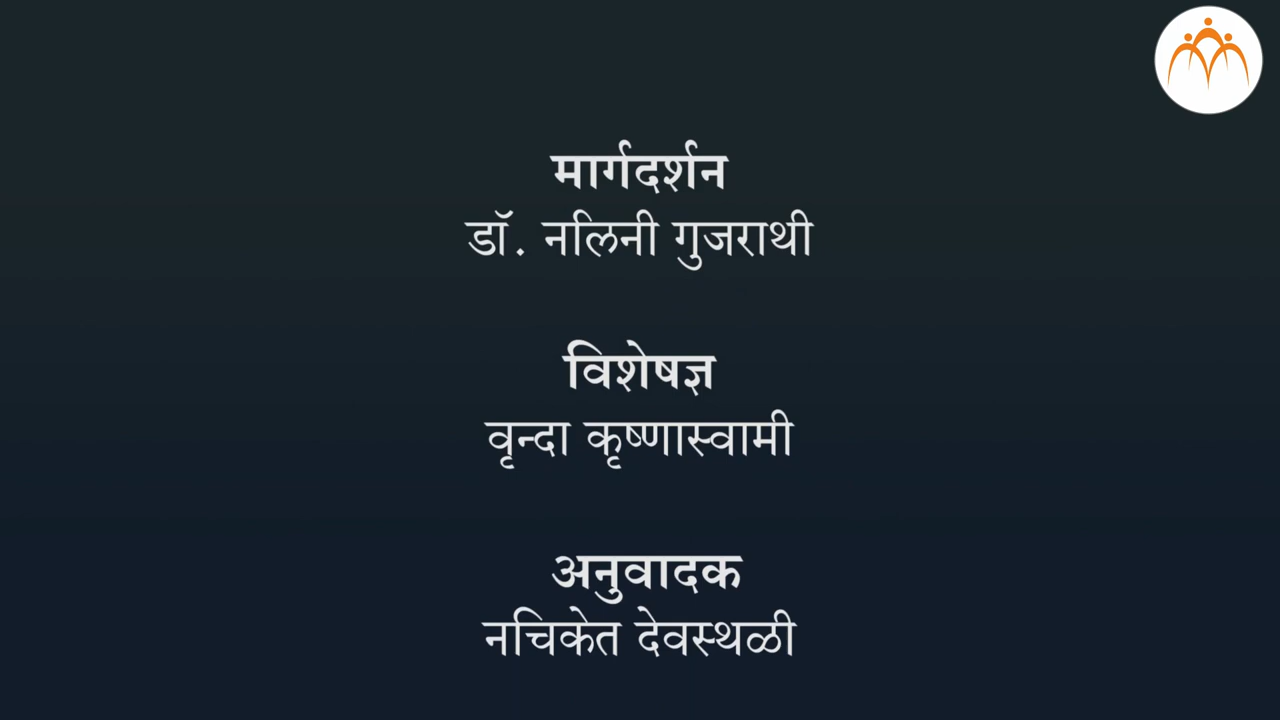 मार्गदर्शन
डॉ. नलिनी गुजराथी
विशेषज्ञ
वृन्दा कृष्णास्वामी
अनुवादक
नचिकेत देवस्थळी